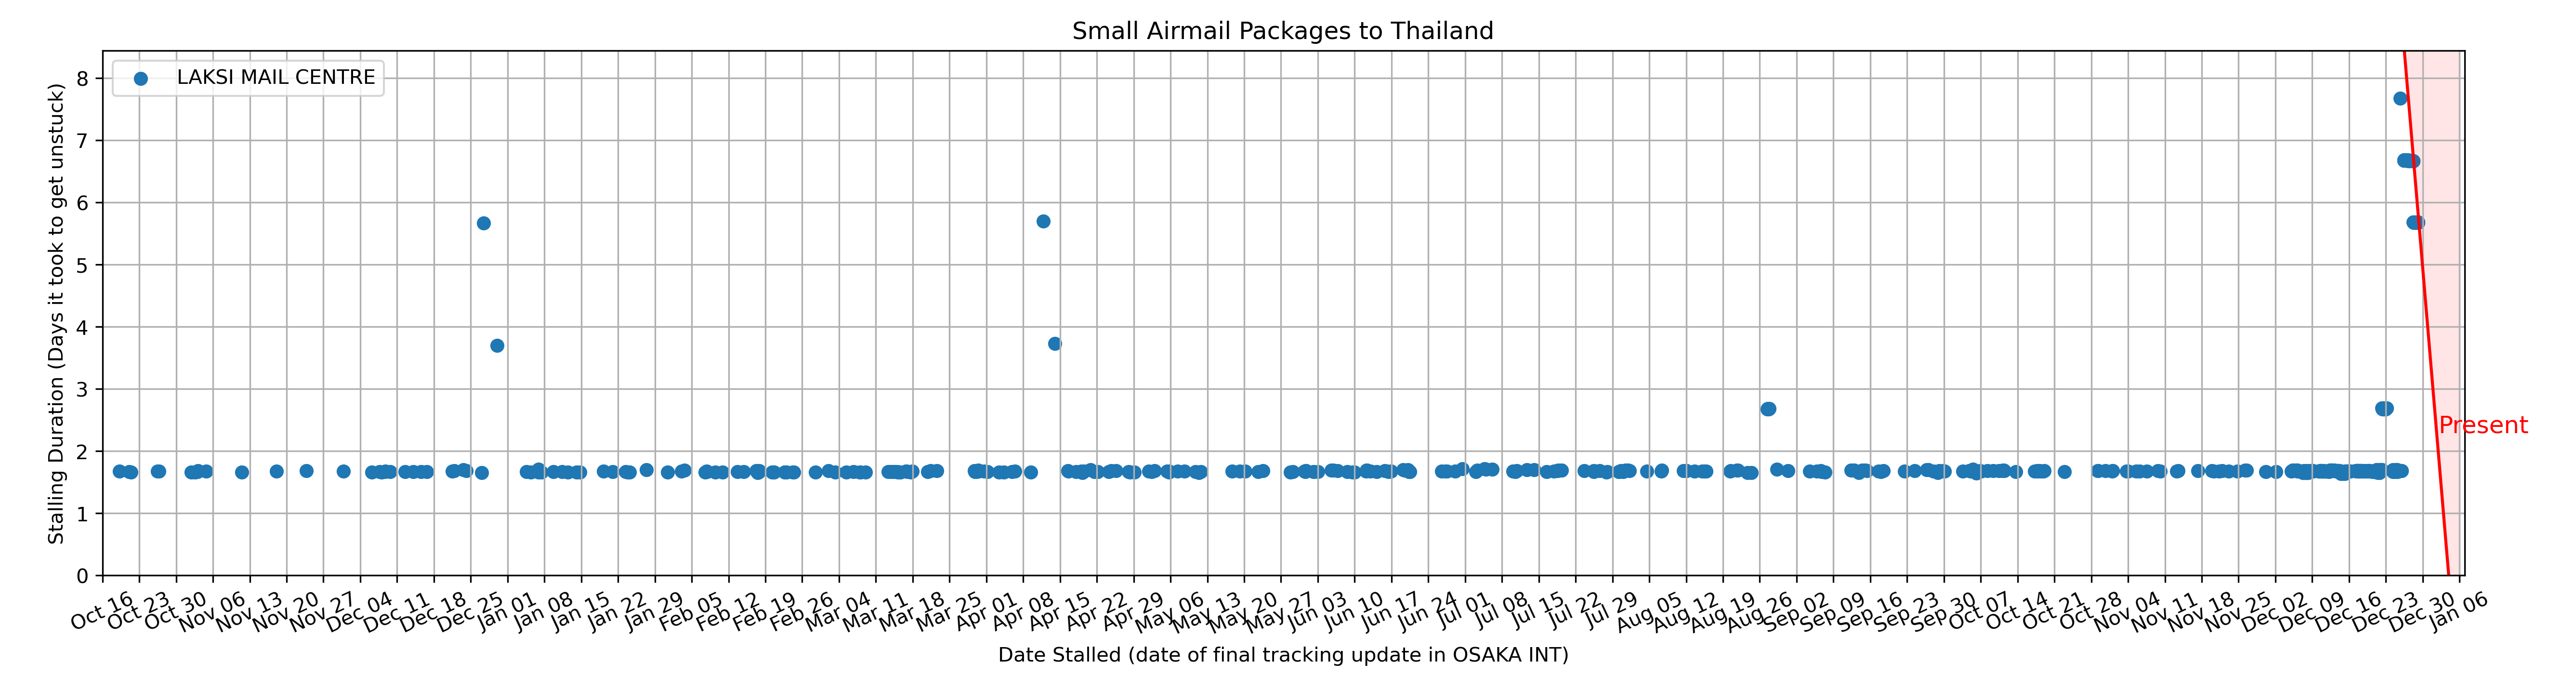 Small Airmail Packages to Thailand
LAKSI MAIL CENTRE
Stalling Duration (Days it took to get unstuck)
8
7
6
5
4
3
2
1
0
Present
Oct 16
Oct 23
Oct 30
Nov 06
Nov 13
Nov 20
Nov 27
Dec 04
Dec 11
Dec 18
Dec 25
Jan 01
Jan 08
Jan 15
Jan 22
Jan 29
Feb 05
Feb 12
Feb 19
Feb 26
Mar 04
Mar 11
Mar 18
Mar 25
Apr 01
Apr 08
Apr 15
Apr 22
Apr 29
May 06
May 13
May 20
May 27
Jun 03
Jun 10
Jun 17
Jun 24
Jul 01
Jul 08
Jul 15
Jul 22
Jul 29
Aug 05
Aug 12
Aug 19
Aug 26
Sep 02
Sep 09
Sep 16
Sep 23
Sep 30
Oct 07
Oct 14
Oct 21
Oct 28
Nov 04
Nov 11
Nov 18
Nov 25
Dec 02
Dec 09
Dec 16
Dec 23
Dec 30
Jan 06
Date Stalled (date of final tracking update in OSAKA INT)